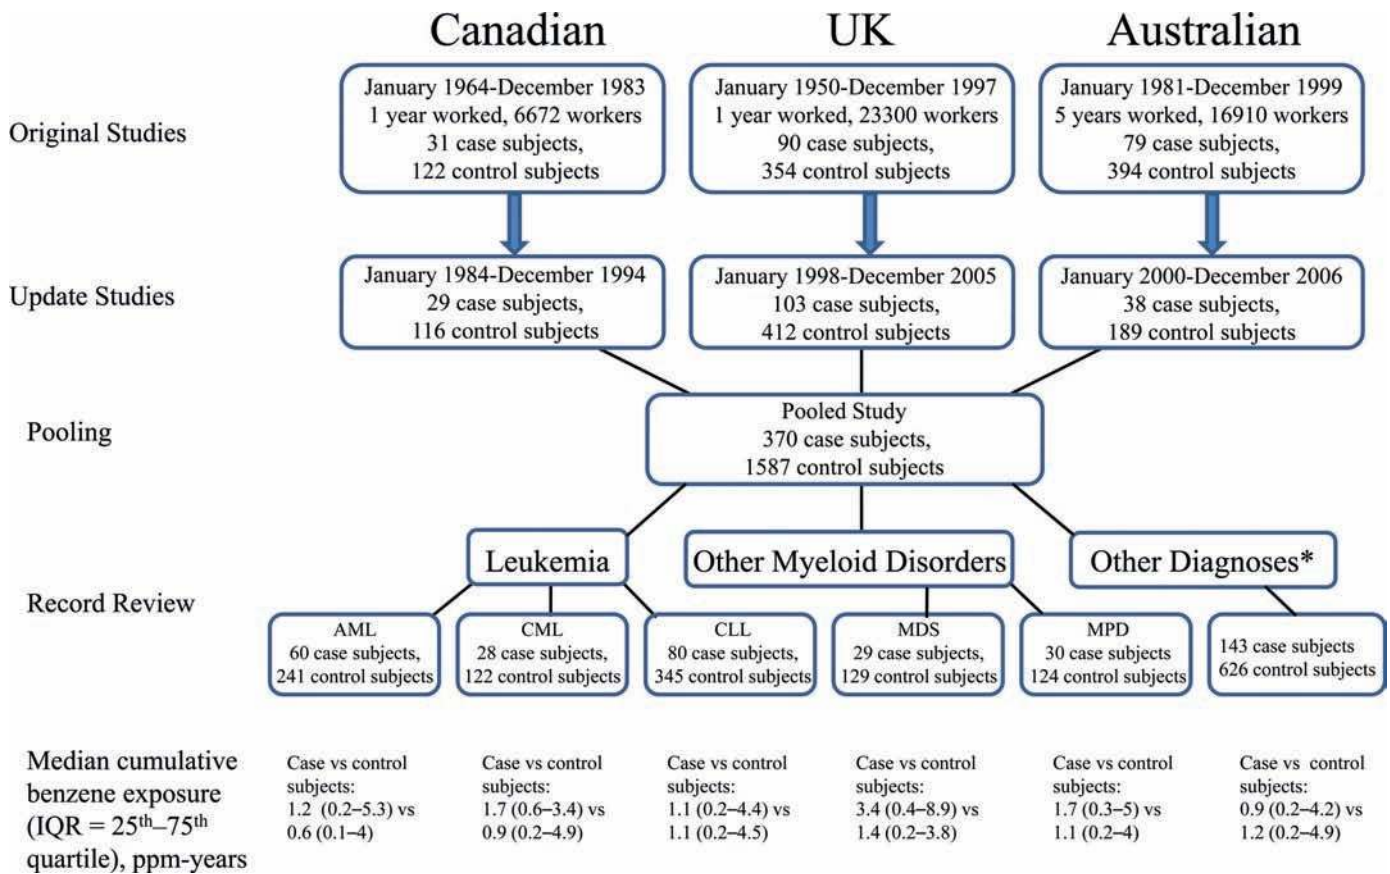 Canadian
UK
Australian
Original Studies
January 1964-December 1983
1 year worked, 6672 workers
31 case subjects,
122 control subjects
January 1950-December 1997
1 year worked, 23300 workers
90 case subjects,
354 control subjects
January 1981-December 1999
5 years worked, 16910 workers
79 case subjects,
394 control subjects
Update Studies
January 1984-December 1994
29 case subjects,
116 control subjects
January 1998-December 2005
103 case subjects,
412 control subjects
January 2000-December 2006
38 case subjects,
189 control subjects
Pooling
Pooled Study
370 case subjects,
1587 control subjects
Record Review
Leukemia
Other Myeloid Disorders
Other Diagnoses*
AML
60 case subjects,
241 control subjects
CML
28 case subjects,
122 control subjects
CLL
80 case subjects,
345 control subjects
MDS
29 case subjects,
129 control subjects
MPD
30 case subjects
124 control subjects
143 case subjects
626 control subjects
Median cumulative
benzene exposure
(IQR = 25th–75th
quartile), ppm-years
Case vs control
subjects:
1.2 (0.2–5.3) vs
0.6 (0.1–4)
Case vs control
subjects:
1.7 (0.6–3.4) vs
0.9 (0.2–4.9)
Case vs control
subjects:
1.1 (0.2–4.4) vs
1.1 (0.2–4.5)
Case vs control
subjects:
3.4 (0.4–8.9) vs
1.4 (0.2–3.8)
Case vs control
subjects:
1.7 (0.3–5) vs
1.1 (0.2–4)
Case vs control
subjects:
0.9 (0.2–4.2) vs
1.2 (0.2–4.9)